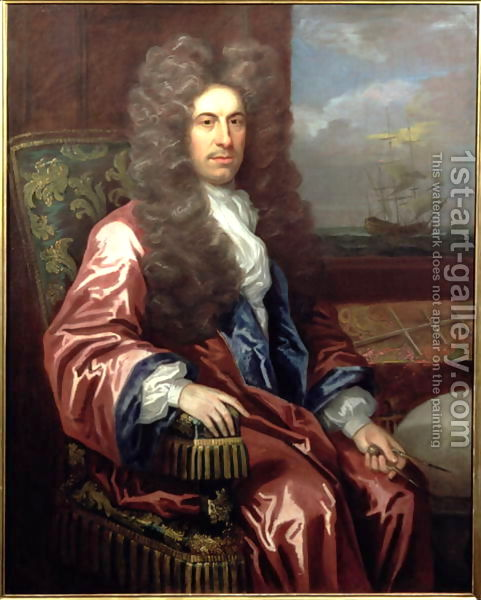 1st-art-gallery.com
This watermark does not appear on the painting